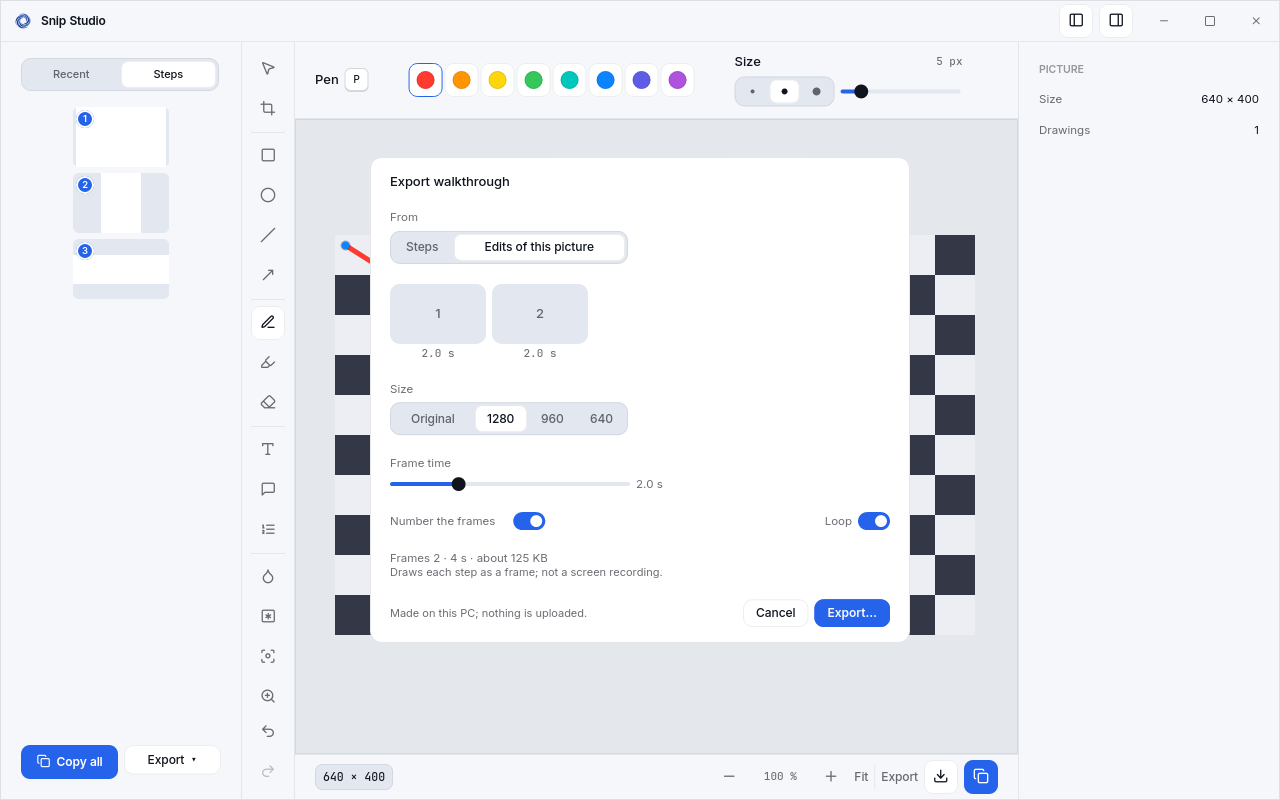 Snip Studio
Recent Steps
1
2
3
Copy all
Export
Pen P
Size 5 px
Export walkthrough
From
Steps Edits of this picture
1 2
2.0 s 2.0 s
Size
Original 1280 960 640
Frame time
2.0 s
Number the frames Loop
Frames 2 · 4 s · about 125 KB
Draws each step as a frame; not a screen recording.
Made on this PC; nothing is uploaded.
Cancel Export...
640 × 400
100 %
Fit Export
PICTURE
Size 640 × 400
Drawings 1